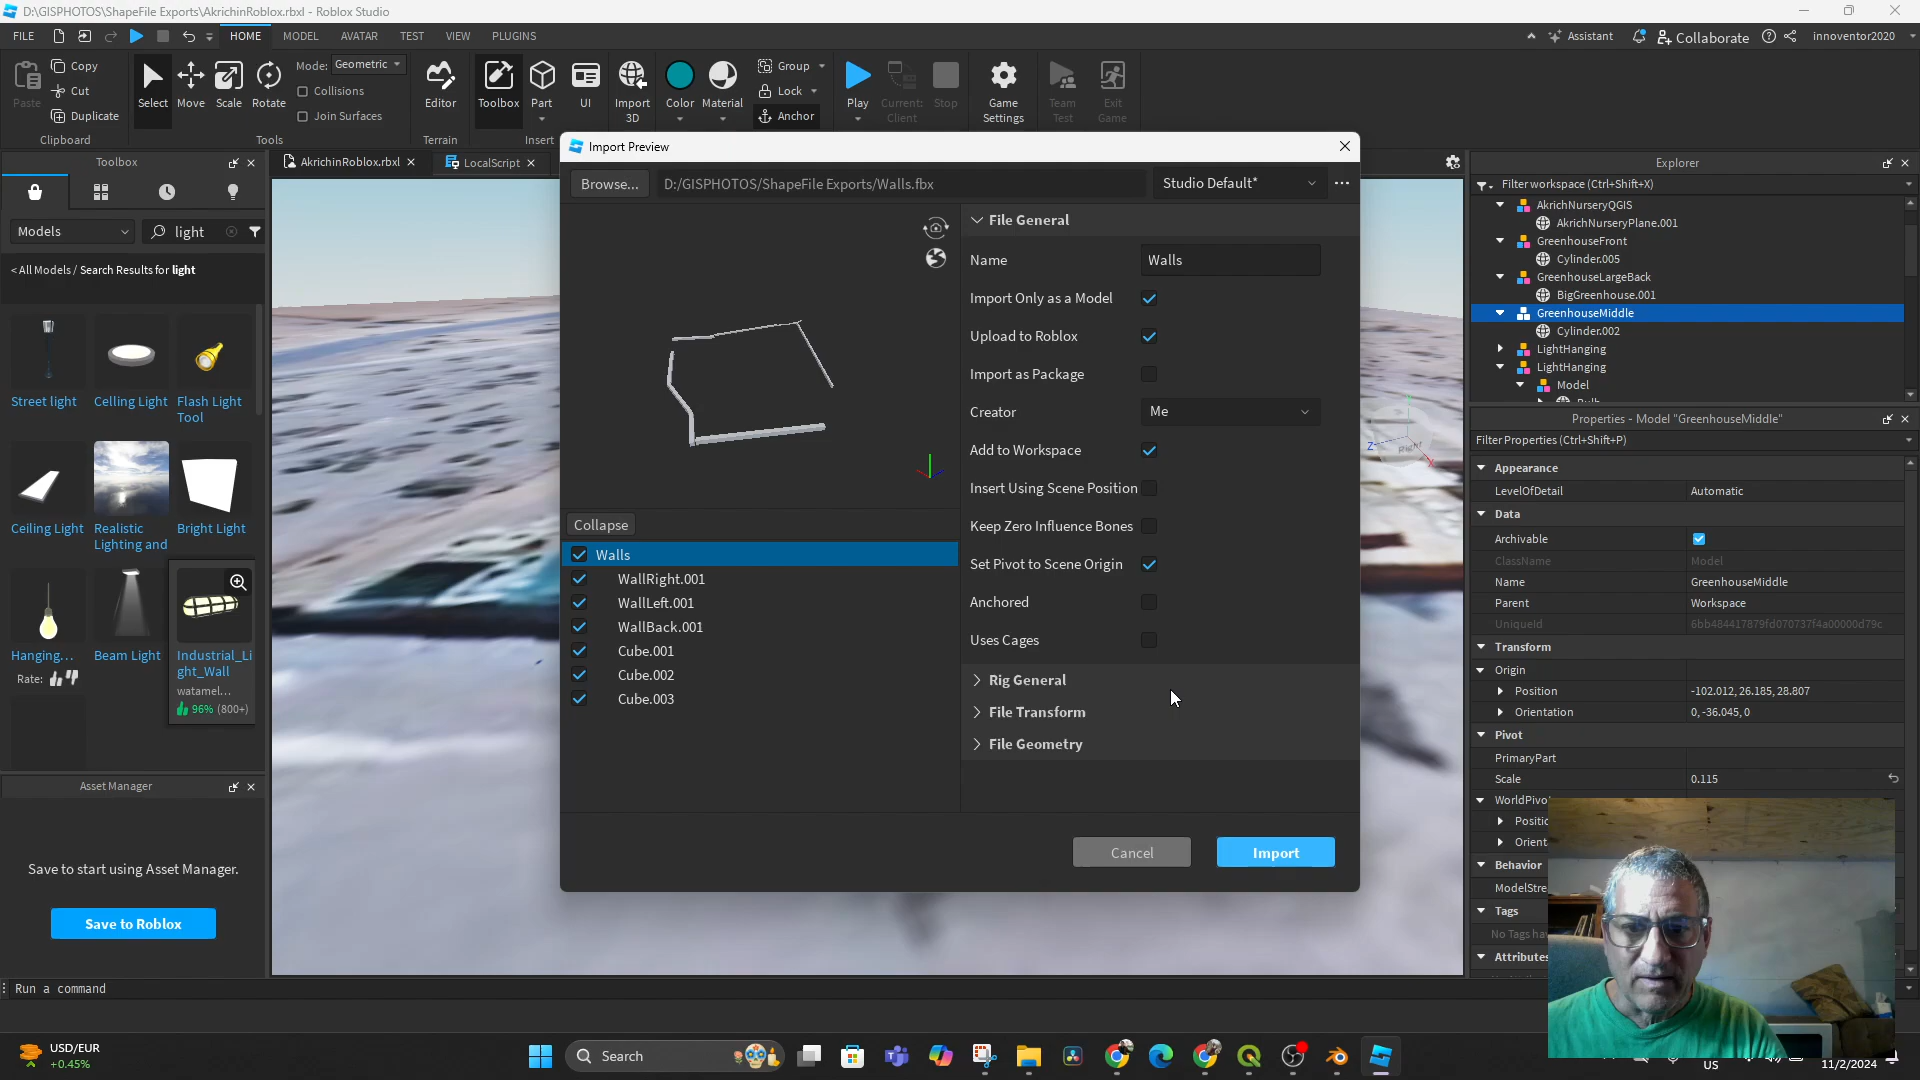 D:\GISPHOTOS\ShapeFile Exports\AkrichinRoblox.rbxl - Roblox Studio
FILE HOME MODEL AVATAR TEST VIEW PLUGINS Assistant Collaborate innoventor2020
Paste Copy Cut Duplicate Clipboard
Select Move Scale Rotate Mode: Geometric Collisions Join Surfaces Tools
Editor Terrain
Toolbox Part UI Insert
Import 3D
Color Material Group Lock Anchor
Play Current: Client Stop
Game Settings
Team Test Exit Game
Toolbox
AkrichinRoblox.rbxl LocalScript
Models light
< All Models / Search Results for light
Street light Celling Light Flash Light Tool
Ceiling Light Realistic Lighting and Bright Light
Hanging... Beam Light Industrial_Light_Wall
Rate: watamel...
96% (800+)
Asset Manager
Save to start using Asset Manager.
Save to Roblox
Run a command
Import Preview
Browse... D:/GISPHOTOS/ShapeFile Exports/Walls.fbx Studio Default*
Collapse
Walls
WallRight.001
WallLeft.001
WallBack.001
Cube.001
Cube.002
Cube.003
File General
Name Walls
Import Only as a Model
Upload to Roblox
Import as Package
Creator Me
Add to Workspace
Insert Using Scene Position
Keep Zero Influence Bones
Set Pivot to Scene Origin
Anchored
Uses Cages
Rig General
File Transform
File Geometry
Cancel Import
Z Right X
Explorer
Filter workspace (Ctrl+Shift+X)
AkrichNurseryQGIS
AkrichNurseryPlane.001
GreenhouseFront
Cylinder.005
GreenhouseLargeBack
BigGreenhouse.001
GreenhouseMiddle
Cylinder.002
LightHanging
LightHanging
Model
Properties - Model "GreenhouseMiddle"
Filter Properties (Ctrl+Shift+P)
Appearance
LevelOfDetail Automatic
Data
Archivable
ClassName Model
Name GreenhouseMiddle
Parent Workspace
UniqueId 6bb484417879fd070737f4a00000d79c
Transform
Origin
Position -102.012, 26.185, 28.807
Orientation 0, -36.045, 0
Pivot
PrimaryPart
Scale 0.115
WorldPivo
Positio
Orient
Behavior
ModelStre
Tags
No Tags ha
Attributes
USD/EUR
+0.45%
Search
US
11/2/2024